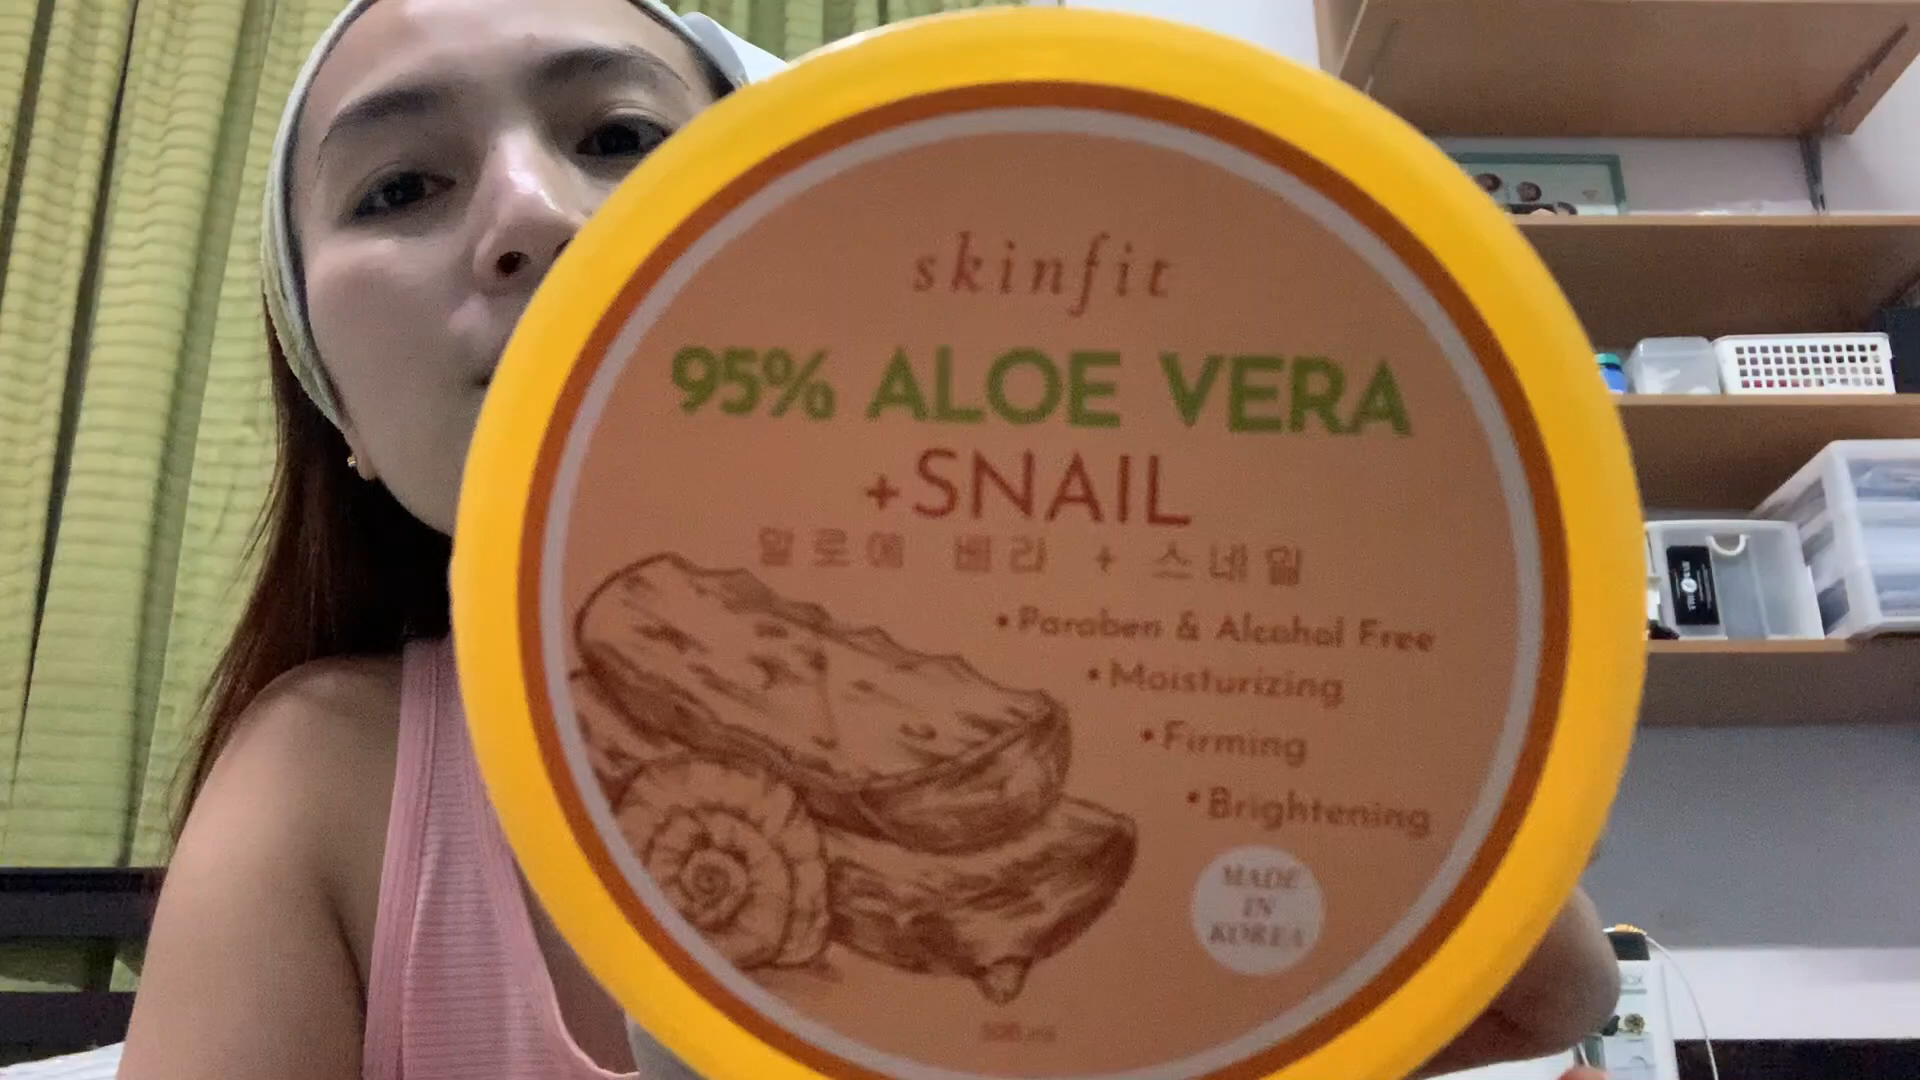 skinfit
95% ALOE VERA
+SNAIL
알로에 베라 + 스네일
• Paraben & Alcohol Free
• Moisturizing
• Firming
• Brightening
MADE
IN
KOREA